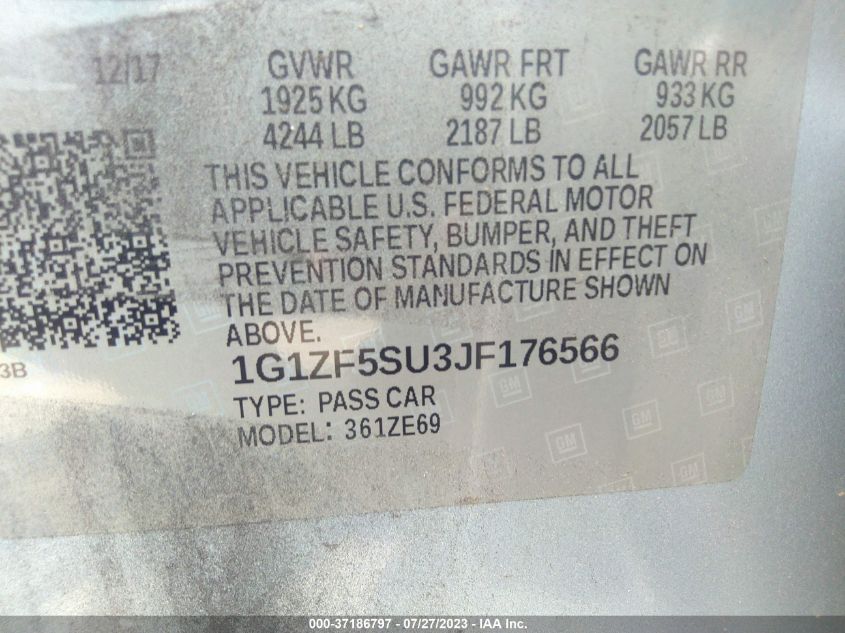 12/17 GVWR GAWR FRT GAWR RR
1925 KG 992 KG 933 KG
4244 LB 2187 LB 2057 LB
THIS VEHICLE CONFORMS TO ALL
APPLICABLE U.S. FEDERAL MOTOR
VEHICLE SAFETY, BUMPER, AND THEFT
PREVENTION STANDARDS IN EFFECT ON
THE DATE OF MANUFACTURE SHOWN
ABOVE.
3B 1G1ZF5SU3JF176566
TYPE: PASS CAR
MODEL: 361ZE69
GM
GM
GM
000-37186797 - 07/27/2023 - IAA Inc.